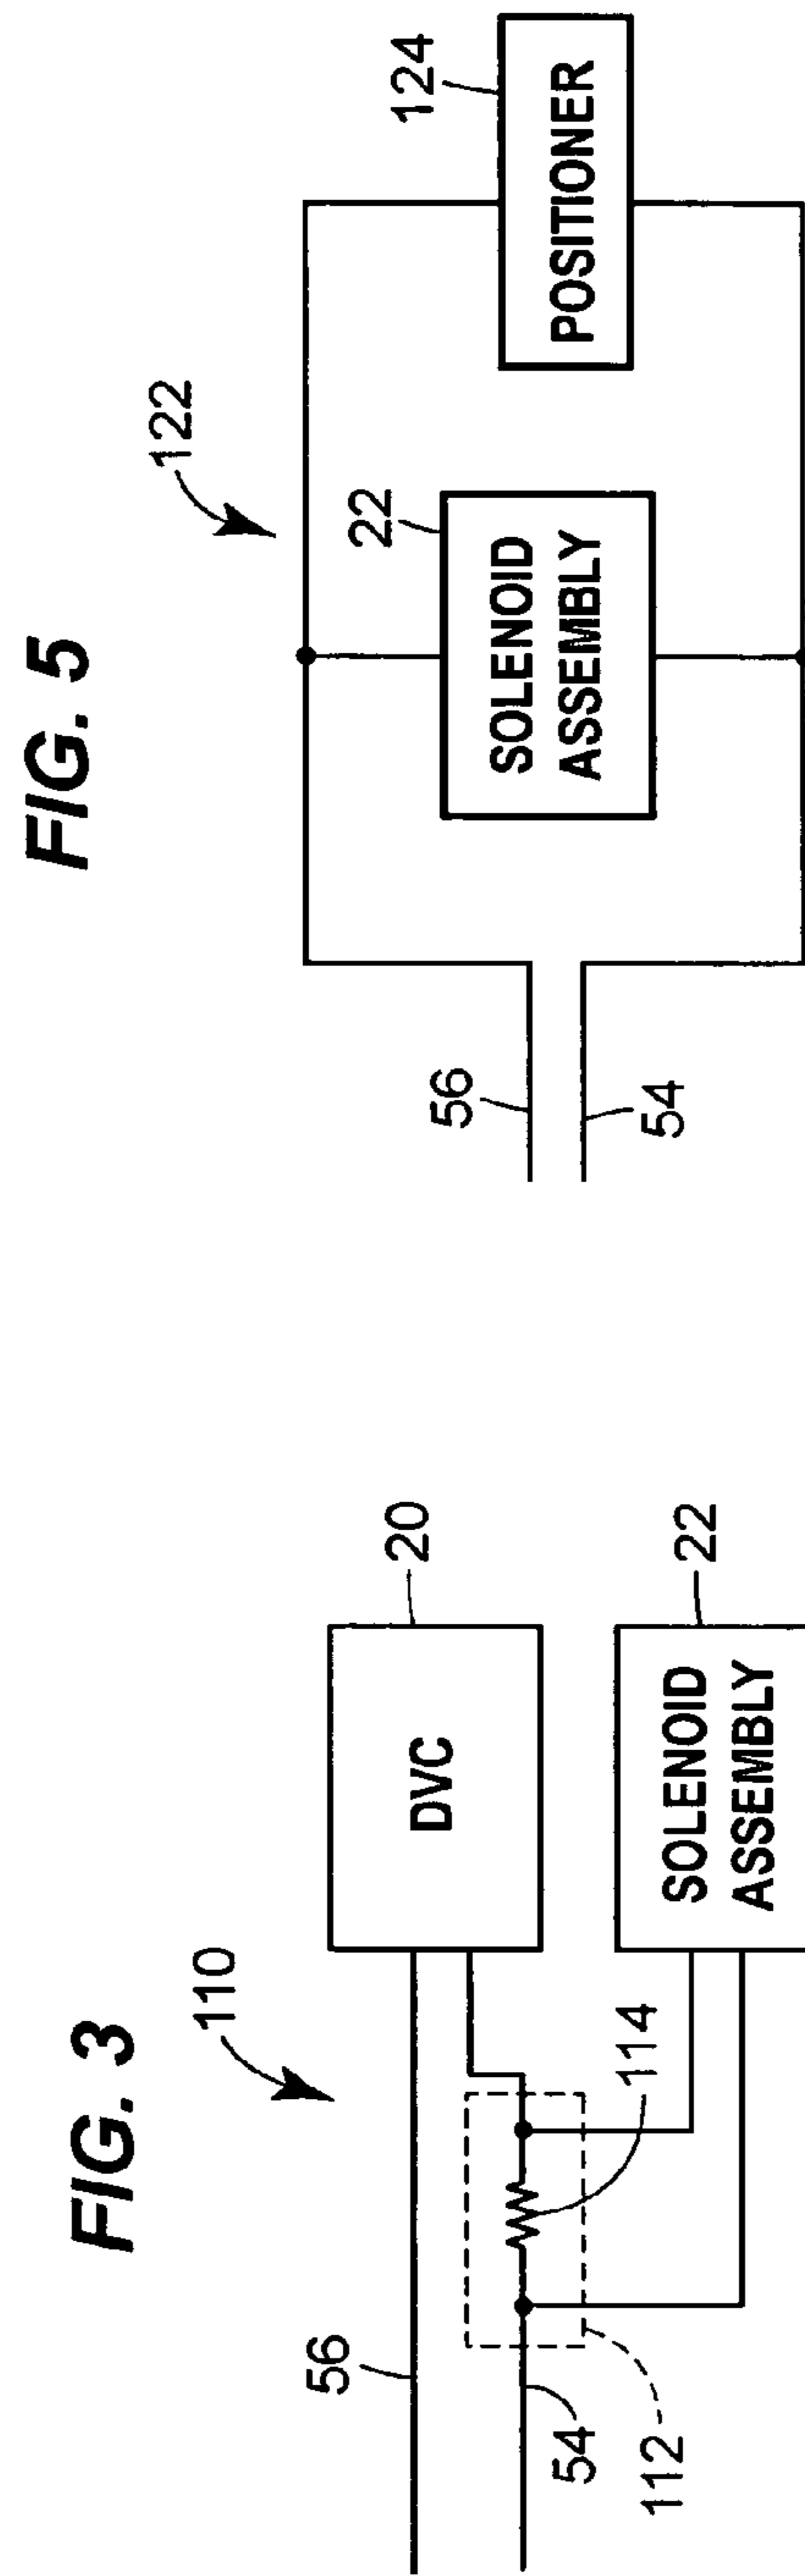 FIG. 3
110
56
54
112
114
DVC
20
SOLENOID
ASSEMBLY
22
FIG. 5
122
56
54
22
SOLENOID
ASSEMBLY
124
POSITIONER